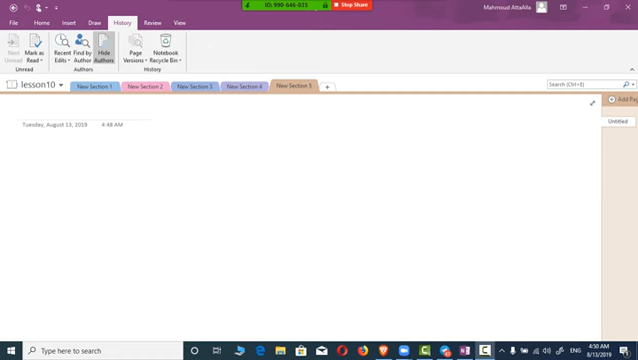 ID: 990-646-035
Stop Share
Mahmoud AttaAlla
File
Home
Insert
Draw
History
Review
View
Next Unread
Mark as Read
Recent Edits
Find by Author
Hide Authors
Page Versions
Notebook Recycle Bin
Unread
Authors
History
lesson10
New Section 1
New Section 2
New Section 3
New Section 4
New Section 5
Search (Ctrl+E)
Add Pag
Tuesday, August 13, 2019
4:48 AM
Untitled
Type here to search
ENG
4:50 AM
8/13/2019